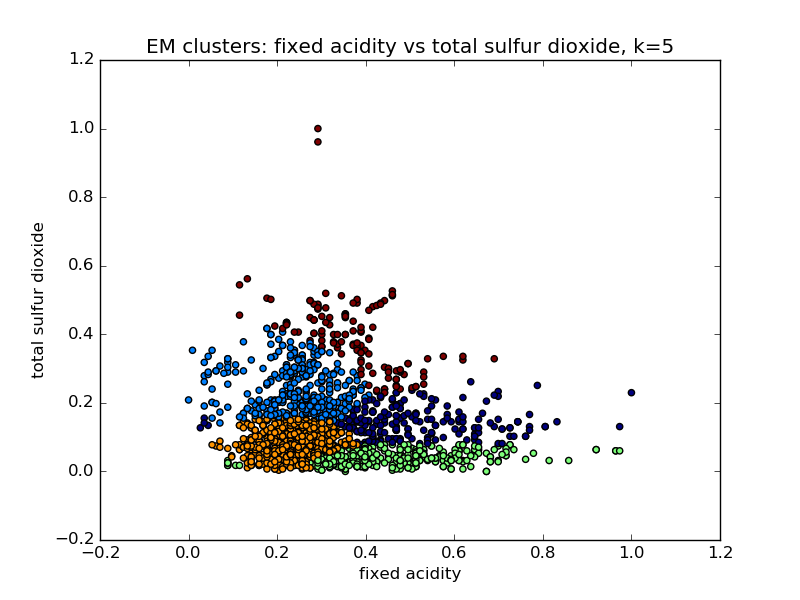 EM clusters: fixed acidity vs total sulfur dioxide, k=5
1.2
1.0
0.8
0.6
0.4
0.2
0.0
−0.2
total sulfur dioxide
−0.2 0.0 0.2 0.4 0.6 0.8 1.0 1.2
fixed acidity